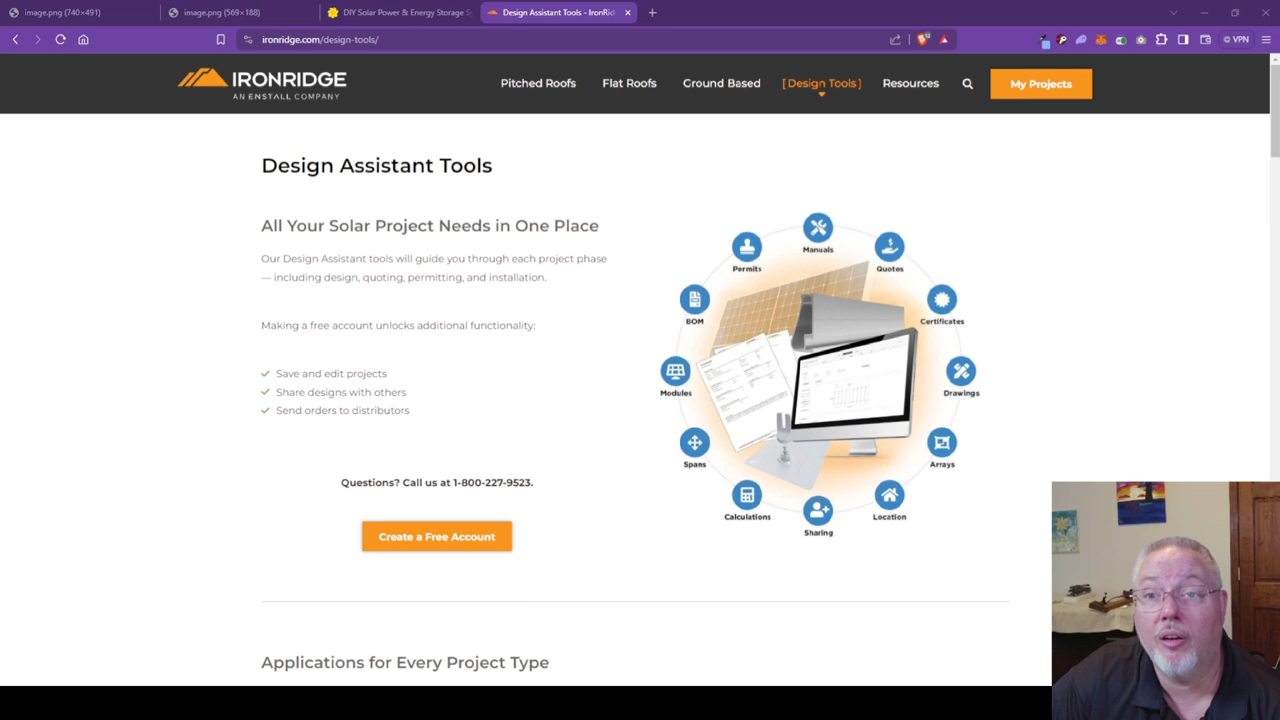 image.png (740×491)
image.png (569×188)
DIY Solar Power & Energy Storage
Design Assistant Tools - IronRid
ironridge.com/design-tools/
VPN
IRONRIDGE
AN ENSTALL COMPANY
Pitched Roofs
Flat Roofs
Ground Based
[Design Tools]
Resources
My Projects
Design Assistant Tools
All Your Solar Project Needs in One Place
Our Design Assistant tools will guide you through each project phase
— including design, quoting, permitting, and installation.
Making a free account unlocks additional functionality:
Save and edit projects
Share designs with others
Send orders to distributors
Questions? Call us at 1-800-227-9523.
Create a Free Account
Manuals
Quotes
Certificates
Drawings
Arrays
Location
Sharing
Calculations
Spans
Modules
BOM
Permits
Applications for Every Project Type